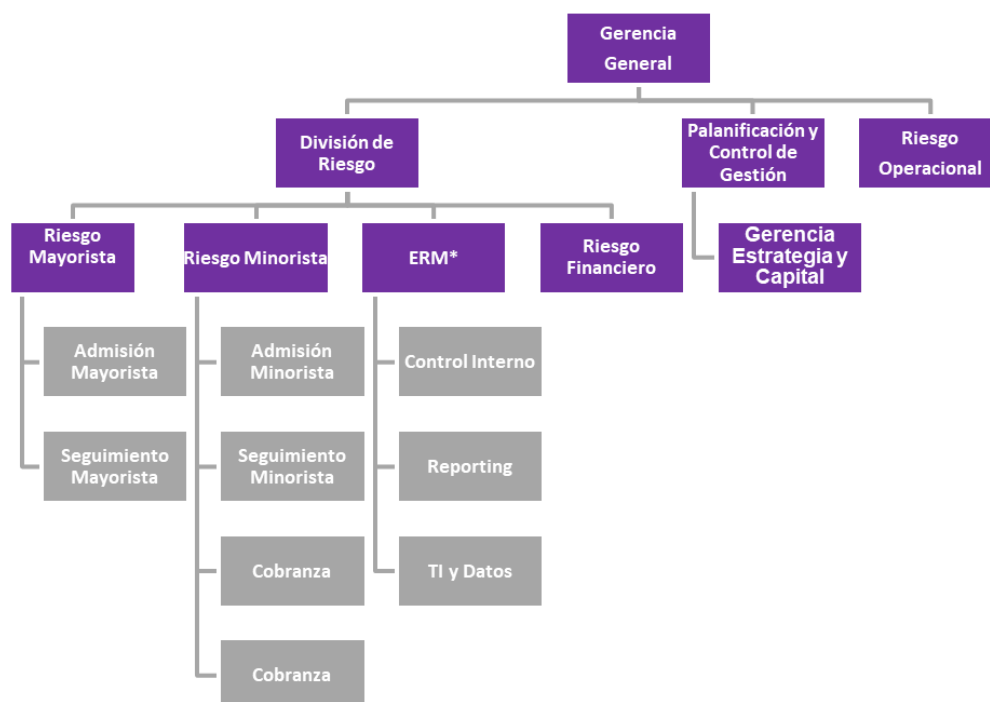 Gerencia
General
División de
Riesgo
Palanificación y
Control de
Gestión
Riesgo
Operacional
Riesgo
Mayorista
Riesgo Minorista
ERM*
Riesgo
Financiero
Gerencia
Estrategia y
Capital
Admisión
Mayorista
Admisión
Minorista
Control Interno
Seguimiento
Mayorista
Seguimiento
Minorista
Reporting
Cobranza
TI y Datos
Cobranza